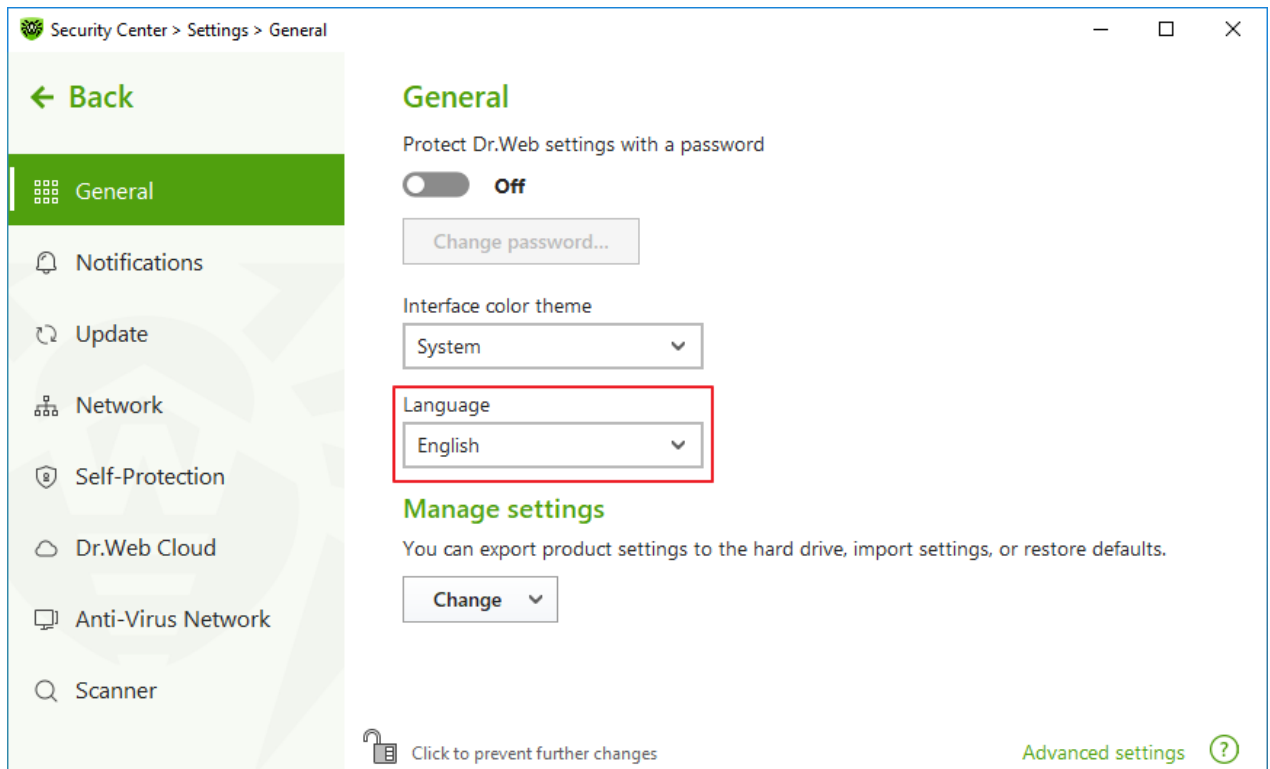 Security Center > Settings > General
Back
General
Notifications
Update
Network
Self-Protection
Dr.Web Cloud
Anti-Virus Network
Scanner
General
Protect Dr.Web settings with a password
Off
Change password...
Interface color theme
System
Language
English
Manage settings
You can export product settings to the hard drive, import settings, or restore defaults.
Change
Click to prevent further changes
Advanced settings
?